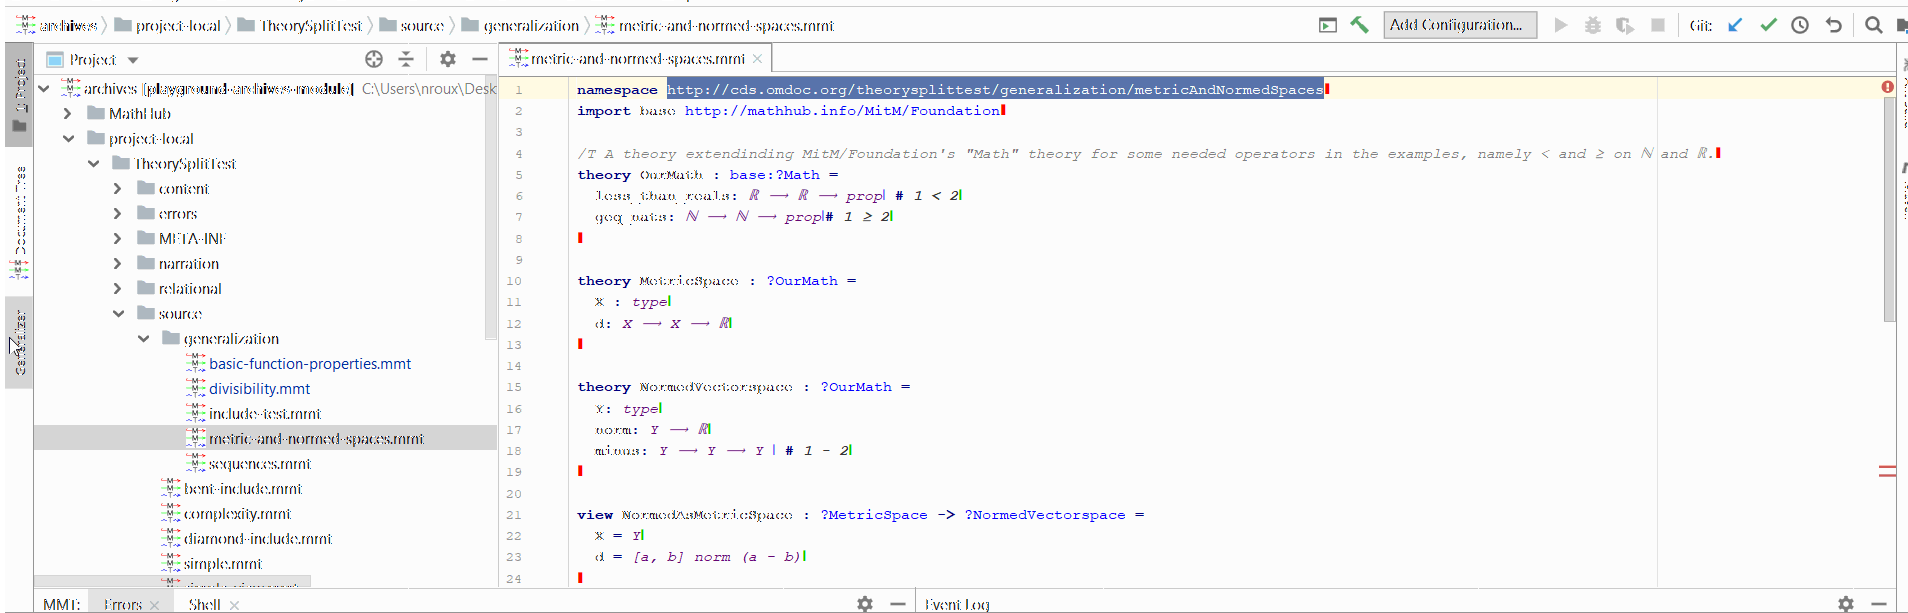 archives project-local TheorySplitTest source generalization metric-and-normed-spaces.mmt Add Configuration... Git:
Project metric-and-normed-spaces.mmt
archives [playground-archives-module] C:\Users\nroux\Desk
MathHub
project-local
TheorySplitTest
content
errors
META-INF
narration
relational
source
generalization
basic-function-properties.mmt
divisibility.mmt
include-test.mmt
metric-and-normed-spaces.mmt
sequences.mmt
bent-include.mmt
complexity.mmt
diamond-include.mmt
simple.mmt
Project
Document Tree
Generalizer
1 namespace http://cds.omdoc.org/theorysplittest/generalization/metricAndNormedSpaces
2 import base http://mathhub.info/MitM/Foundation
3
4 /T A theory extendinding MitM/Foundation's "Math" theory for some needed operators in the examples, namely < and ≥ on ℕ and ℝ.
5 theory OurMath : base:?Math =
6 less_than_reals: ℝ ⟶ ℝ ⟶ prop | # 1 < 2
7 geq_nats: ℕ ⟶ ℕ ⟶ prop | # 1 ≥ 2
8
9
10 theory MetricSpace : ?OurMath =
11 X : type
12 d: X ⟶ X ⟶ ℝ
13
14
15 theory NormedVectorspace : ?OurMath =
16 Y: type
17 norm: Y ⟶ ℝ
18 minus: Y ⟶ Y ⟶ Y | # 1 - 2
19
20
21 view NormedAsMetricSpace : ?MetricSpace -> ?NormedVectorspace =
22 X = Y
23 d = [a, b] norm (a - b)
24
MMT: Errors Shell Event Log